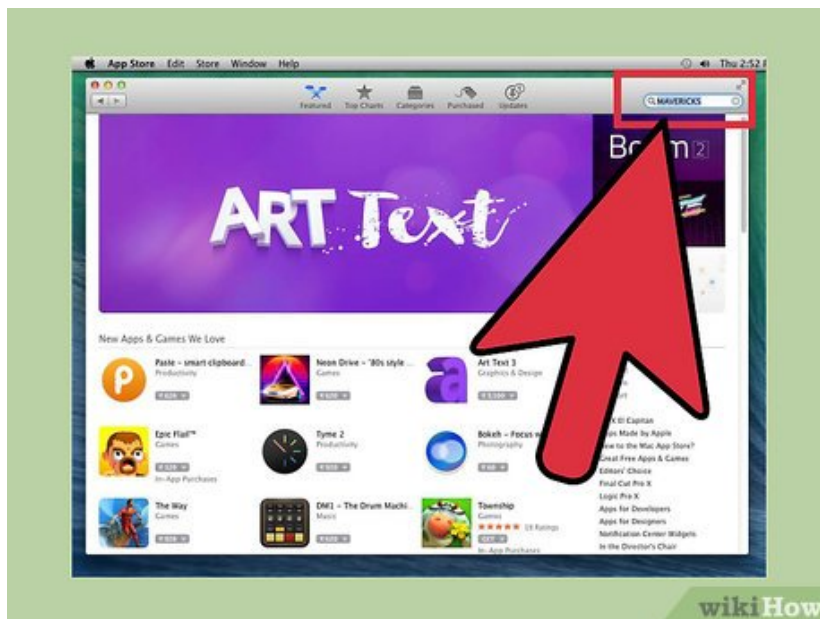 App Store Edit Store Window Help
Thu 2:52
Featured Top Charts Categories Purchased Updates
MAVERICKS
ART Text
2
New Apps & Games We Love
Paste – smart clipboard...
Productivity
Neon Drive – '80s style ...
Games
Art Text 3
Graphics & Design
El Capitan
Made by Apple
to the Mac App Store?
Great Free Apps & Games
Editors' Choice
Final Cut Pro X
Logic Pro X
Apps for Developers
Apps for Designers
Notification Center Widgets
In the Director's Chair
Epic Flail™
Games
In-App Purchases
Tyme 2
Productivity
Bokeh – Focus
Photography
The Way
Games
DM1 – The Drum Machi...
Music
Township
Games
19 Ratings
GET
In-App Purchases
wikiHow